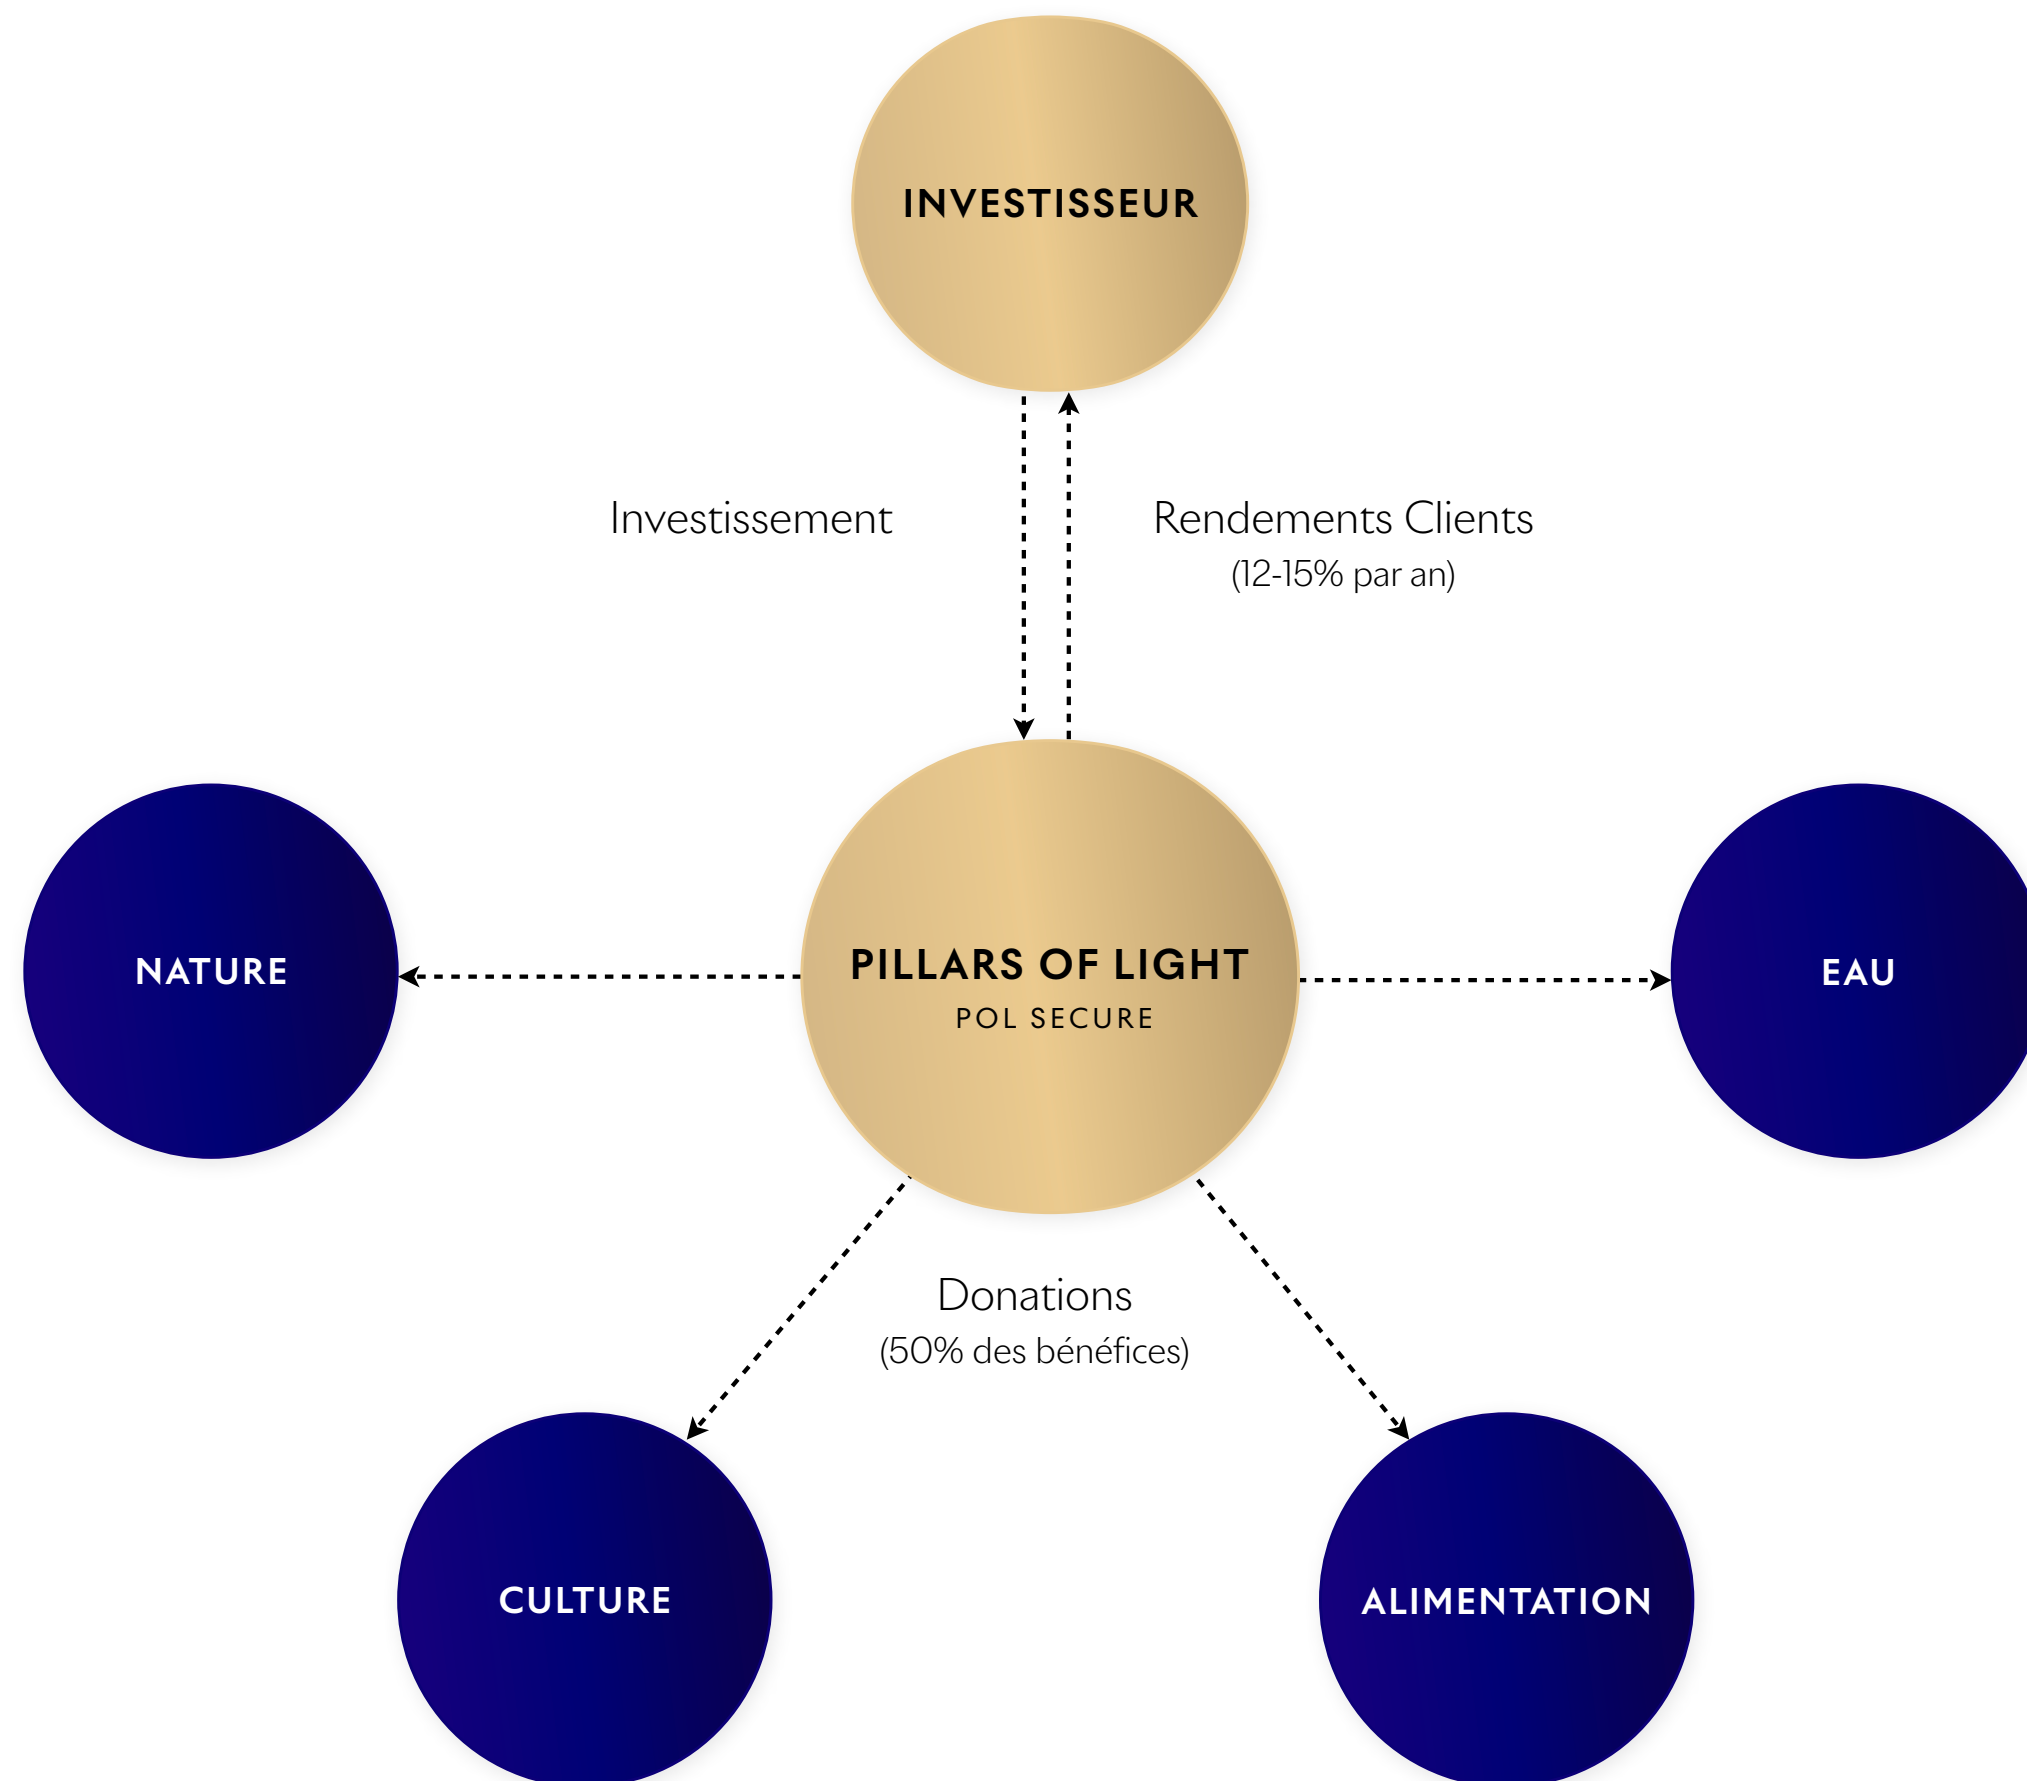 INVESTISSEUR
Investissement
Rendements Clients
(12-15% par an)
NATURE
PILLARS OF LIGHT
POL SECURE
EAU
Donations
(50% des bénéfices)
CULTURE
ALIMENTATION